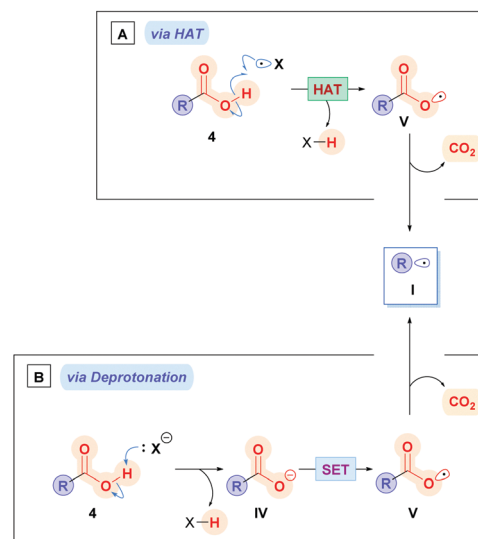 A via HAT
O
R O H X
4
HAT
X H
O
R O
V
CO2
R
I
B via Deprotonation
CO2
O
R O H : X ⊖
4
X H
O
R O ⊖
IV
SET
O
R O
V